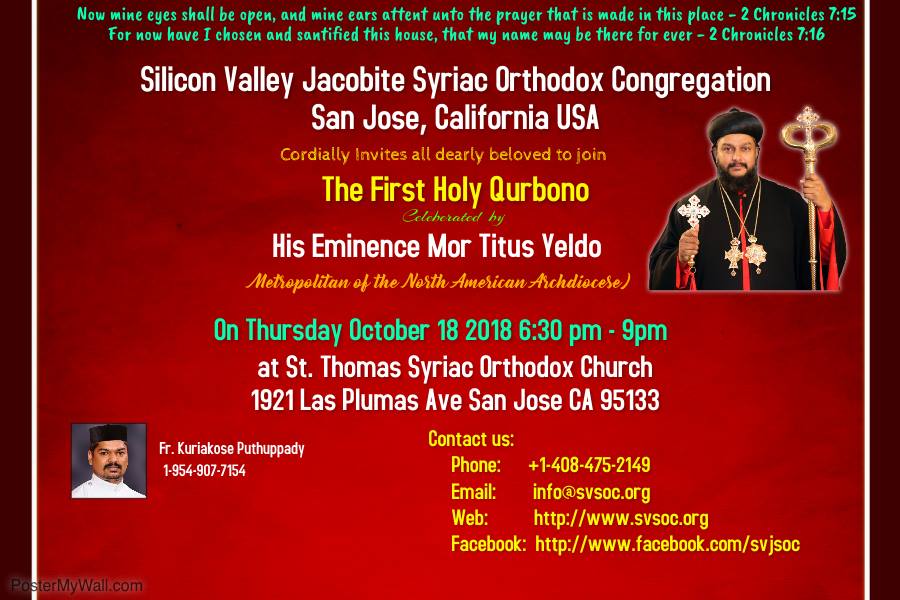 Now mine eyes shall be open, and mine ears attent unto the prayer that is made in this place - 2 Chronicles 7:15
For now have I chosen and santified this house, that my name may be there for ever - 2 Chronicles 7:16
Silicon Valley Jacobite Syriac Orthodox Congregation
San Jose, California USA
Cordially Invites all dearly beloved to join
The First Holy Qurbono
Celeberated by
His Eminence Mor Titus Yeldo
Metropolitan of the North American Archdiocese)
On Thursday October 18 2018 6:30 pm - 9pm
at St. Thomas Syriac Orthodox Church
1921 Las Plumas Ave San Jose CA 95133
Fr. Kuriakose Puthuppady
1-954-907-7154
Contact us:
Phone: +1-408-475-2149
Email: info@svsoc.org
Web: http://www.svsoc.org
Facebook: http://www.facebook.com/svjsoc
PosterMyWall.com